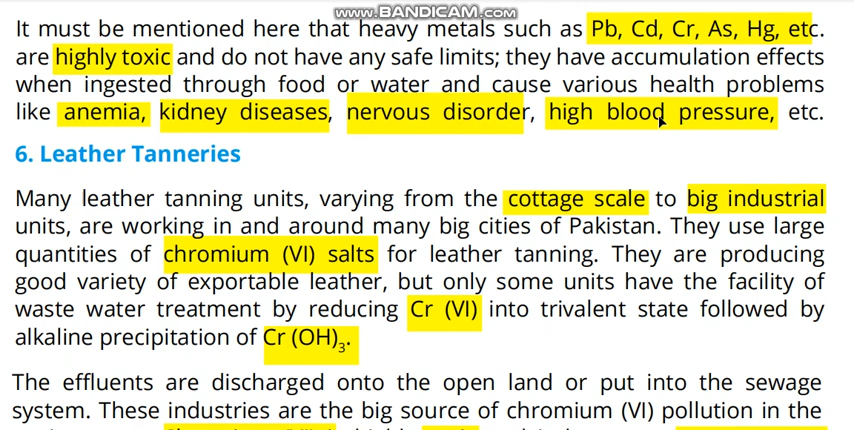 www.BANDICAM.com
It must be mentioned here that heavy metals such as Pb, Cd, Cr, As, Hg, etc.
are highly toxic and do not have any safe limits; they have accumulation effects
when ingested through food or water and cause various health problems
like anemia, kidney diseases, nervous disorder, high blood pressure, etc.
6. Leather Tanneries
Many leather tanning units, varying from the cottage scale to big industrial
units, are working in and around many big cities of Pakistan. They use large
quantities of chromium (VI) salts for leather tanning. They are producing
good variety of exportable leather, but only some units have the facility of
waste water treatment by reducing Cr (VI) into trivalent state followed by
alkaline precipitation of Cr (OH)₃.
The effluents are discharged onto the open land or put into the sewage
system. These industries are the big source of chromium (VI) pollution in the